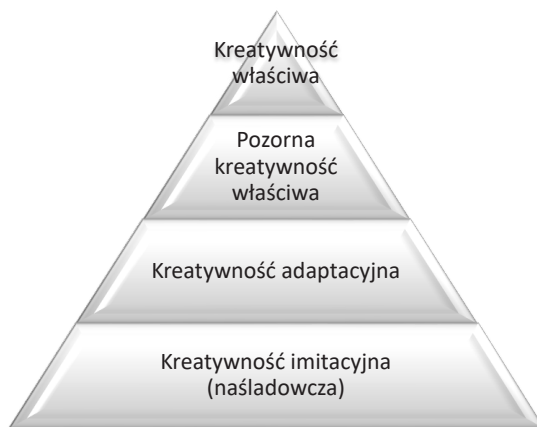 Kreatywność
właściwa
Pozorna
kreatywność
właściwa
Kreatywność adaptacyjna
Kreatywność imitacyjna
(naśladowcza)